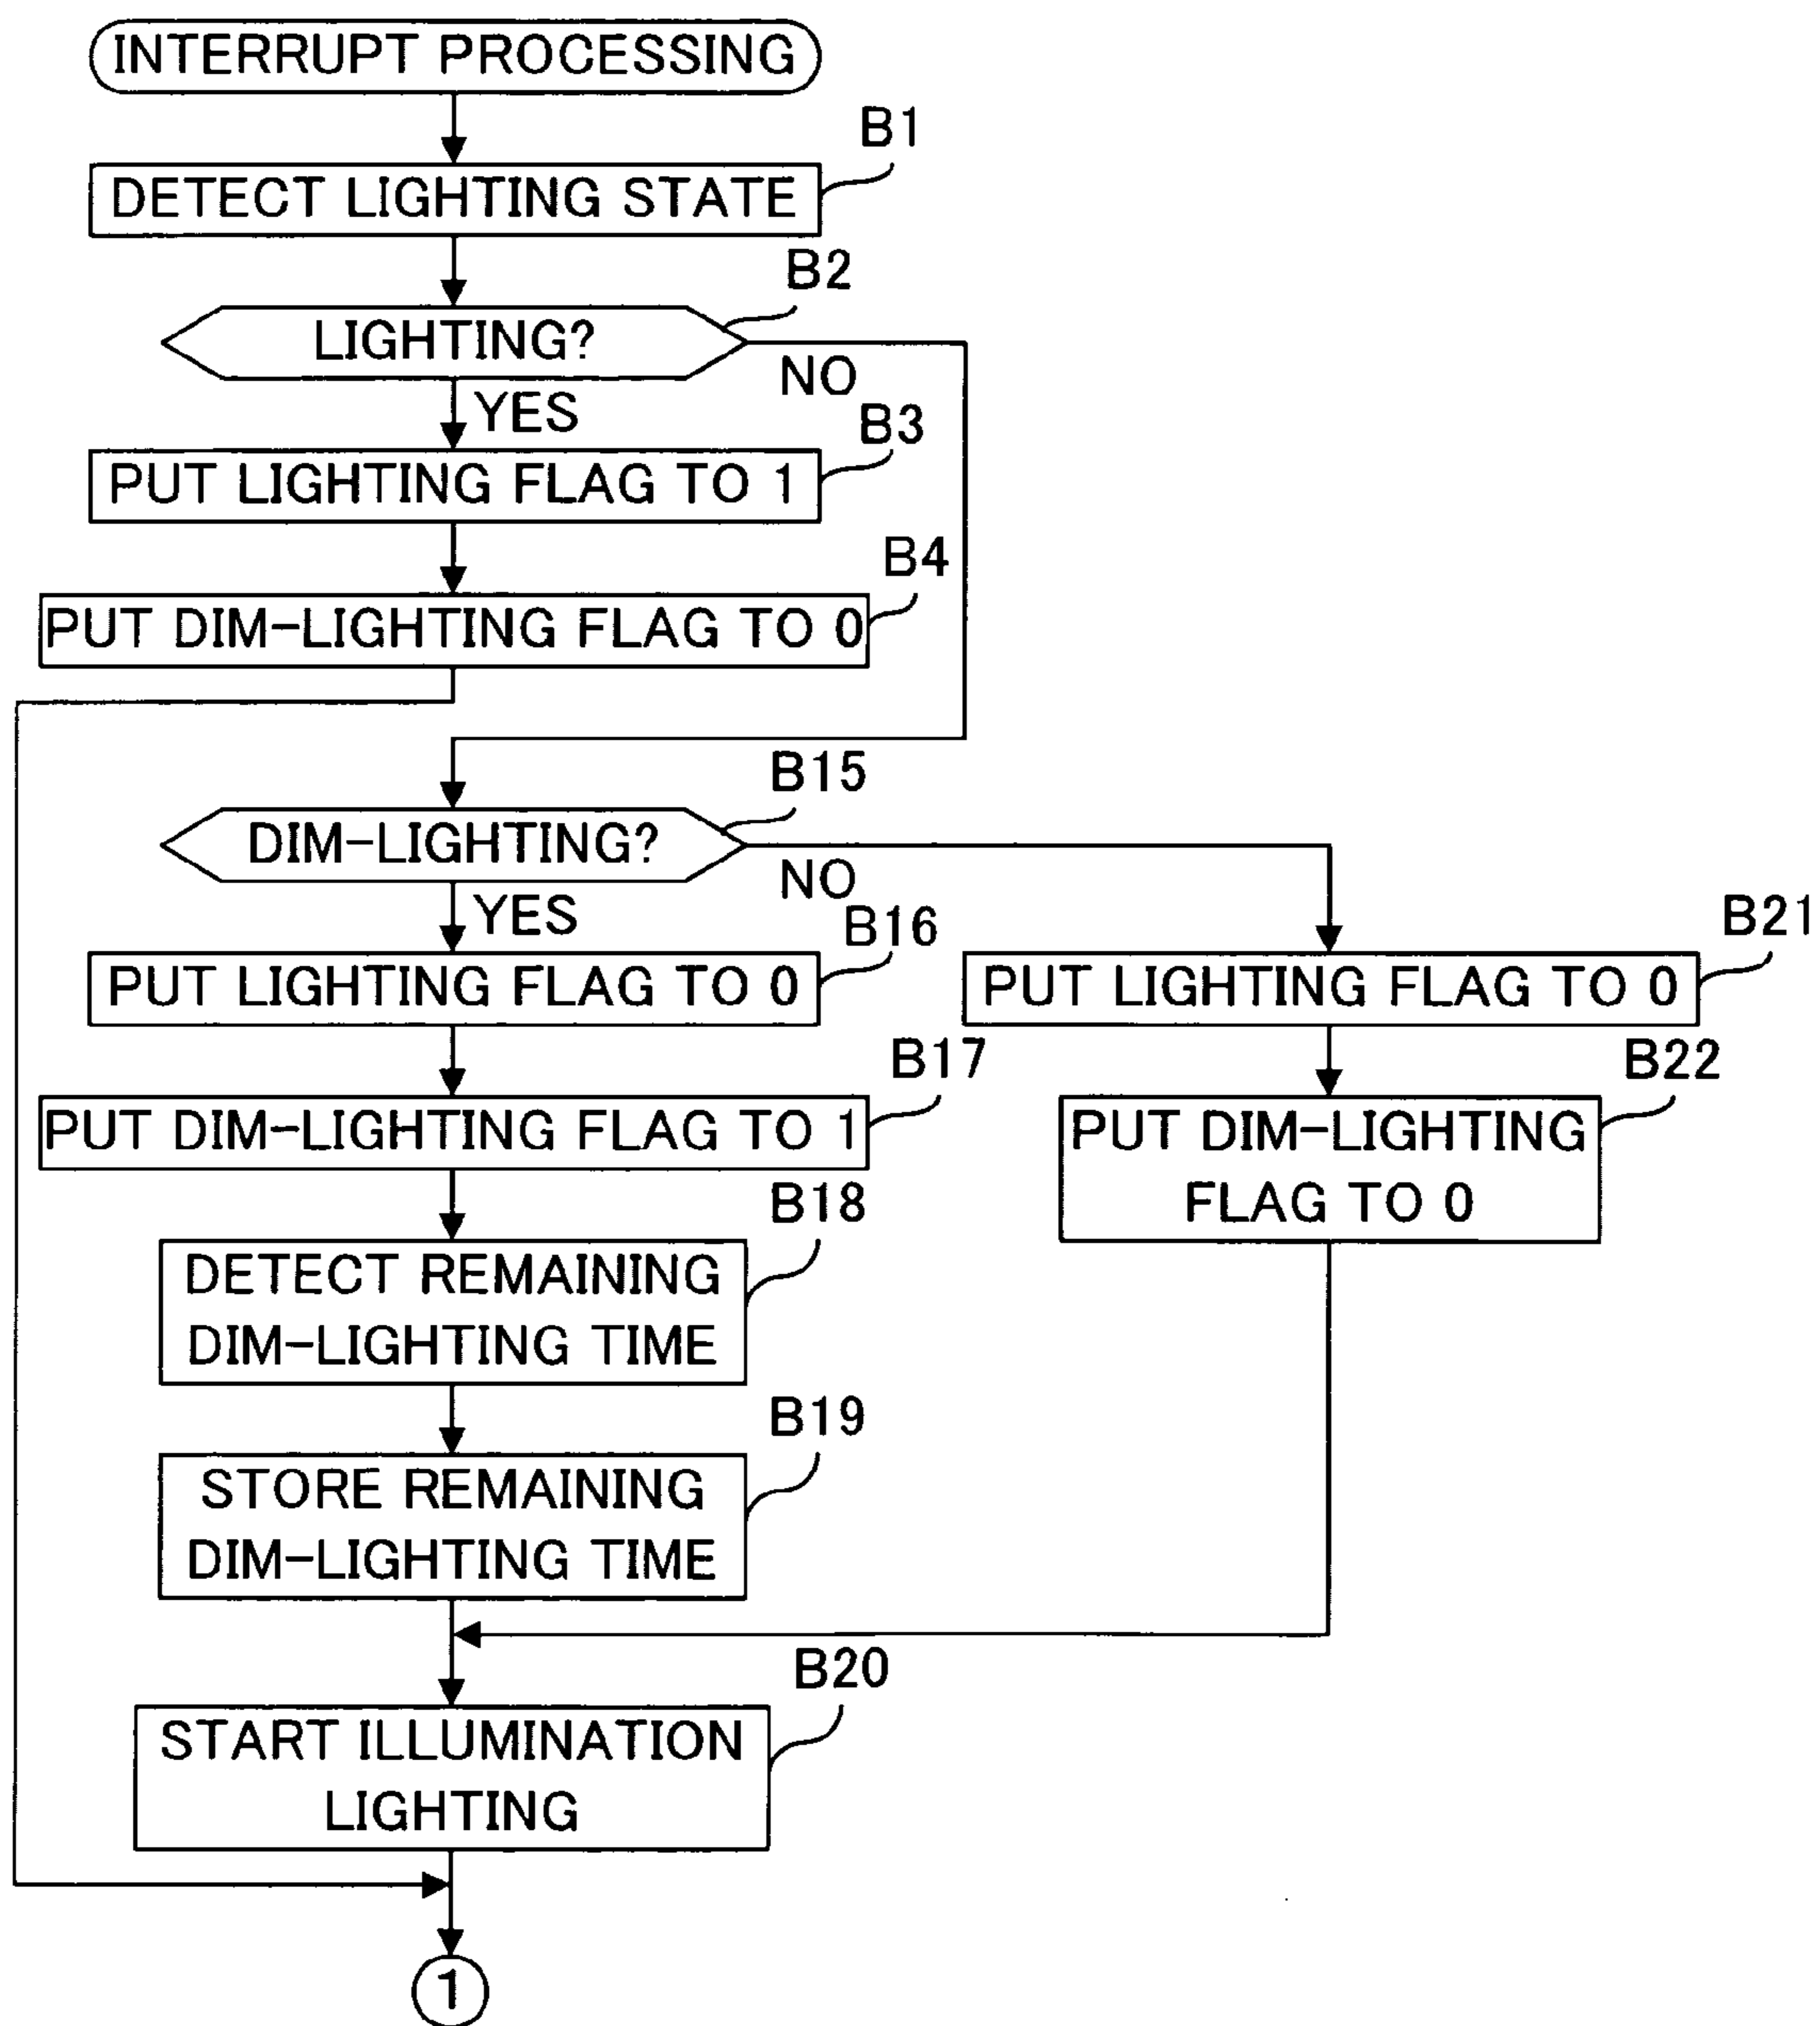 INTERRUPT PROCESSING
B1
DETECT LIGHTING STATE
B2
LIGHTING?
NO
YES
B3
PUT LIGHTING FLAG TO 1
B4
PUT DIM-LIGHTING FLAG TO 0
B15
DIM-LIGHTING?
NO
YES
B16
PUT LIGHTING FLAG TO 0
B21
PUT LIGHTING FLAG TO 0
B17
PUT DIM-LIGHTING FLAG TO 1
B22
PUT DIM-LIGHTING
FLAG TO 0
B18
DETECT REMAINING
DIM-LIGHTING TIME
B19
STORE REMAINING
DIM-LIGHTING TIME
B20
START ILLUMINATION
LIGHTING
1